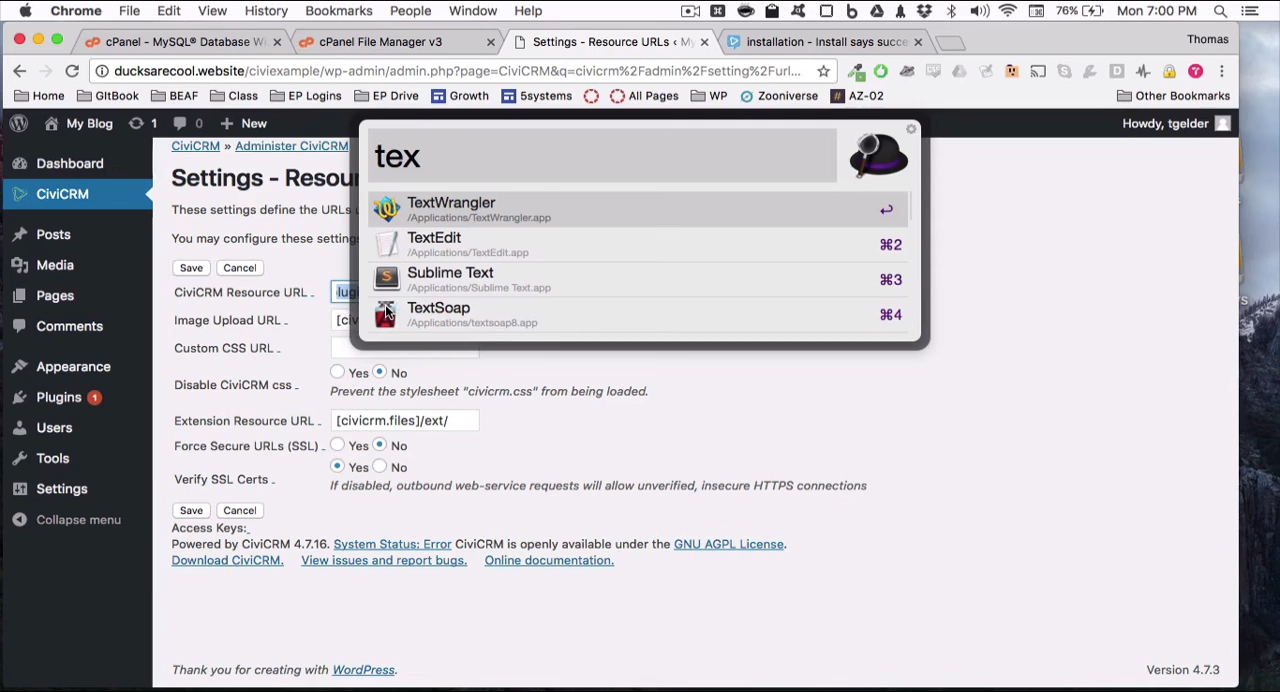 Chrome File Edit View History Bookmarks People Window Help 76% Mon 7:00 PM
cPanel - MySQL® Database Wi cPanel File Manager v3 Settings - Resource URLs ‹ My installation - Install says succe Thomas
ducksarecool.website/civiexample/wp-admin/admin.php?page=CiviCRM&q=civicrm%2Fadmin%2Fsetting%2Furl...
Home GltBook BEAF Class EP Logins EP Drive Growth 5systems All Pages WP Zooniverse AZ-02 Other Bookmarks
My Blog 1 0 New Howdy, tgelder
CiviCRM » Administer CiviCRM
tex
Dashboard
Settings - Resou
CiviCRM
TextWrangler
/Applications/TextWrangler.app
These settings define the URLs u
Posts
You may configure these setting
TextEdit ⌘2
/Applications/TextEdit.app
Media
Save Cancel
Sublime Text ⌘3
/Applications/Sublime Text.app
Pages
CiviCRM Resource URL lugi
TextSoap ⌘4
/Applications/textsoap8.app
Comments
Image Upload URL [civ
Custom CSS URL
Appearance
Disable CiviCRM css Yes No
Prevent the stylesheet "civicrm.css" from being loaded.
Plugins 1
Users
Extension Resource URL [civicrm.files]/ext/
Tools
Force Secure URLs (SSL) Yes No
Verify SSL Certs Yes No
If disabled, outbound web-service requests will allow unverified, insecure HTTPS connections
Settings
Collapse menu
Save Cancel
Access Keys:
Powered by CiviCRM 4.7.16. System Status: Error CiviCRM is openly available under the GNU AGPL License.
Download CiviCRM. View issues and report bugs. Online documentation.
Thank you for creating with WordPress. Version 4.7.3